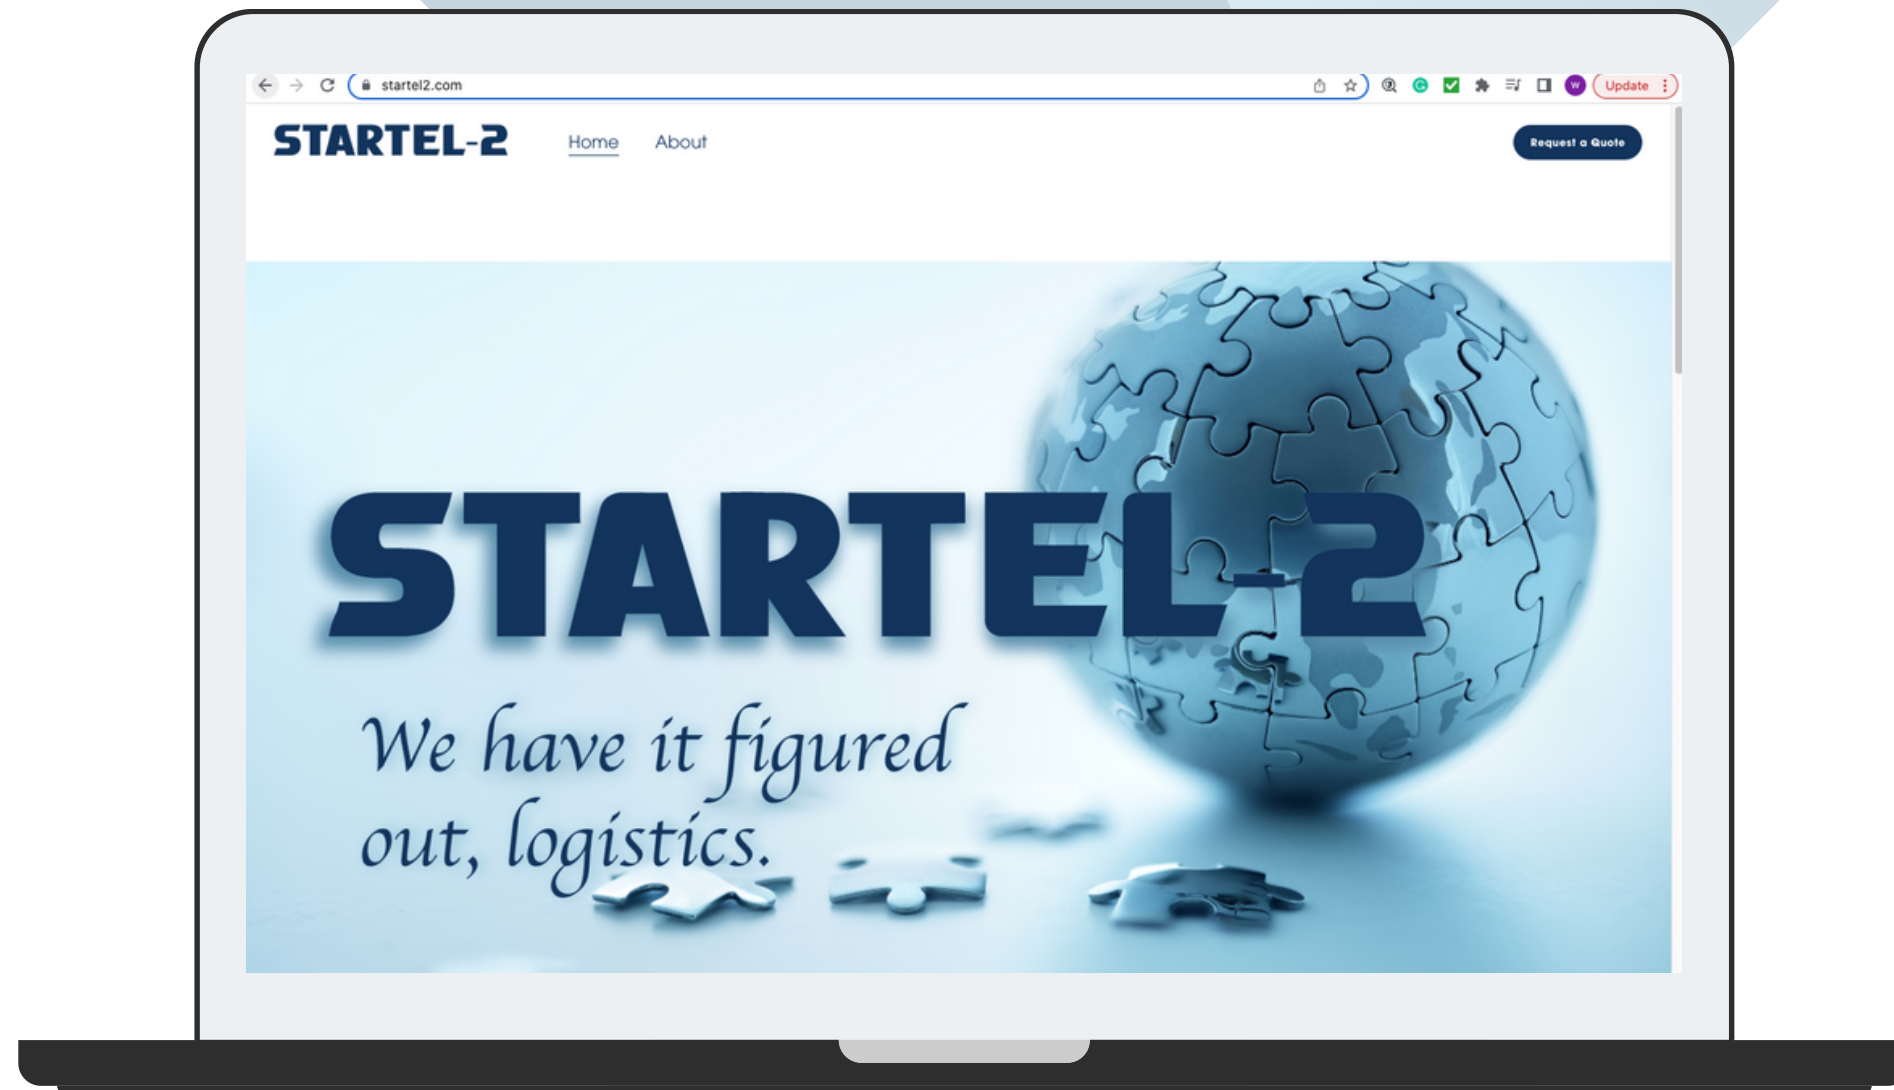 startel2.com
W
Update
STARTEL-2
Home
About
Request a Quote
STARTEL-2
We have it figured
out, logistics.